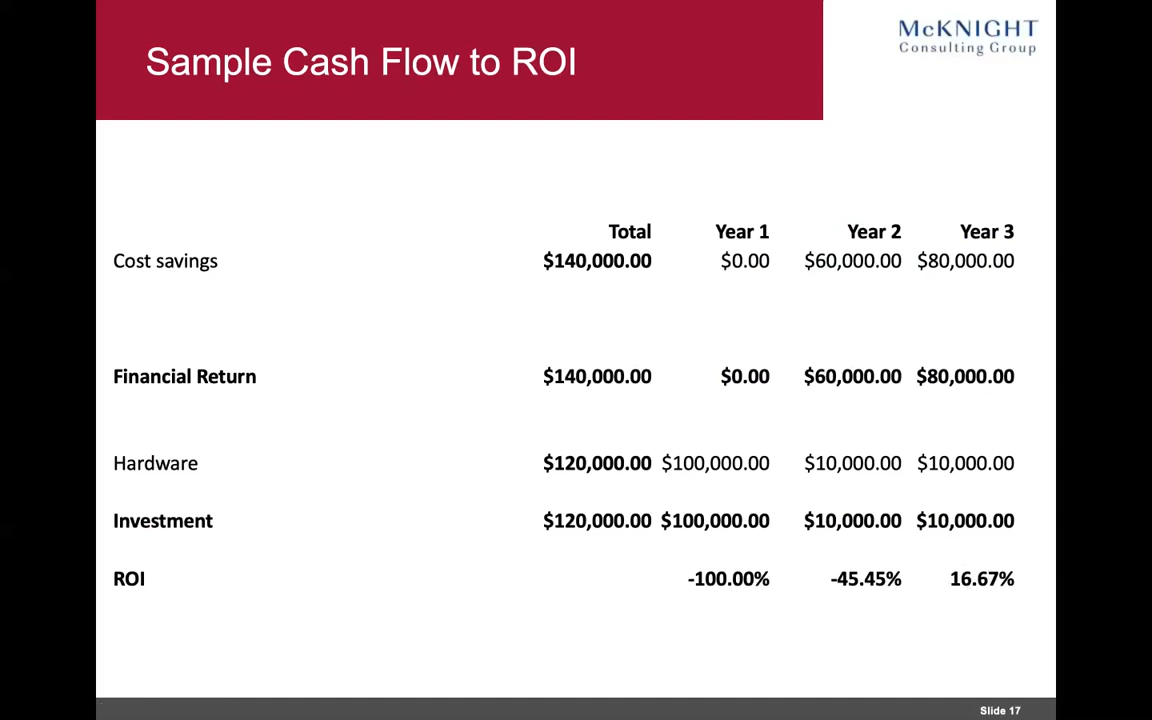 Sample Cash Flow to ROI
McKNIGHT
Consulting Group
Total Year 1 Year 2 Year 3
Cost savings $140,000.00 $0.00 $60,000.00 $80,000.00
Financial Return $140,000.00 $0.00 $60,000.00 $80,000.00
Hardware $120,000.00 $100,000.00 $10,000.00 $10,000.00
Investment $120,000.00 $100,000.00 $10,000.00 $10,000.00
ROI -100.00% -45.45% 16.67%
Slide 17